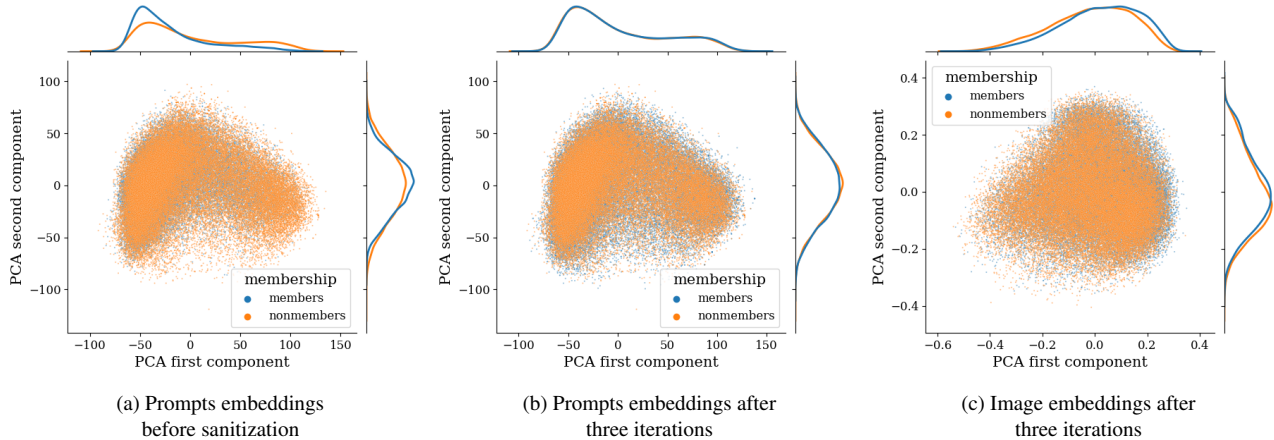 100
50
0
−50
−100
PCA second component
membership
members
nonmembers
−100
−50
0
50
100
150
PCA first component
(a) Prompts embeddings
before sanitization
100
50
0
−50
−100
PCA second component
membership
members
nonmembers
−100
−50
0
50
100
150
PCA first component
(b) Prompts embeddings after
three iterations
0.4
0.2
0.0
−0.2
−0.4
PCA second component
membership
members
nonmembers
−0.6
−0.4
−0.2
0.0
0.2
0.4
PCA first component
(c) Image embeddings after
three iterations